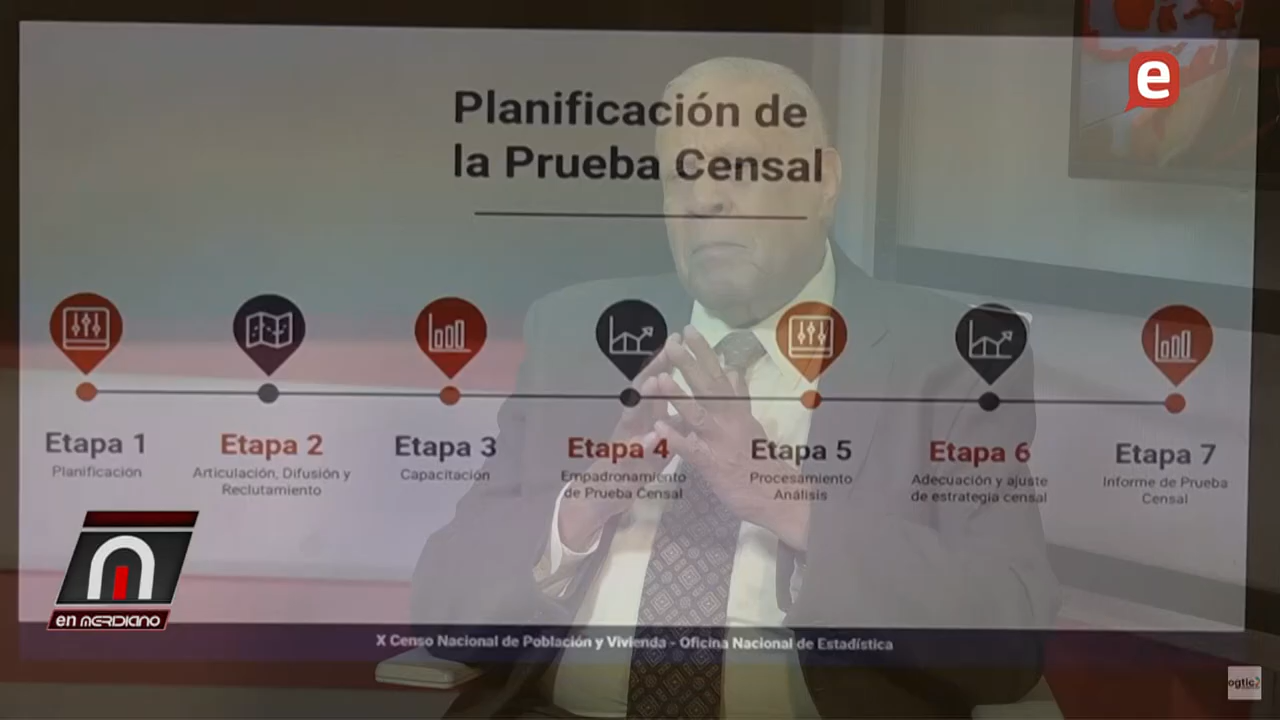 e
Planificación de
la Prueba Censal
Etapa 1
Planificación
Etapa 2
Articulación, Difusión y
Reclutamiento
Etapa 3
Capacitación
Etapa 4
Empadronamiento
de Prueba Censal
Etapa 5
Procesamiento
Análisis
Etapa 6
Adecuación y ajuste
de estrategia censal
Etapa 7
Informe de Prueba
Censal
en MERIDIANO
X Censo Nacional de Población y Vivienda - Oficina Nacional de Estadística
ogtic